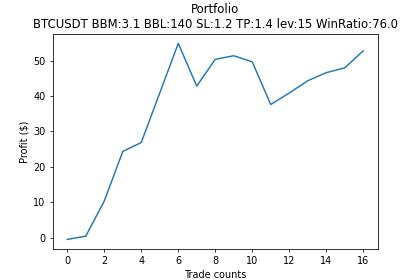 Portfolio
BTCUSDT BBM:3.1 BBL:140 SL:1.2 TP:1.4 lev:15 WinRatio:76.0
50
40
30
20
10
0
Profit ($)
0 2 4 6 8 10 12 14 16
Trade counts